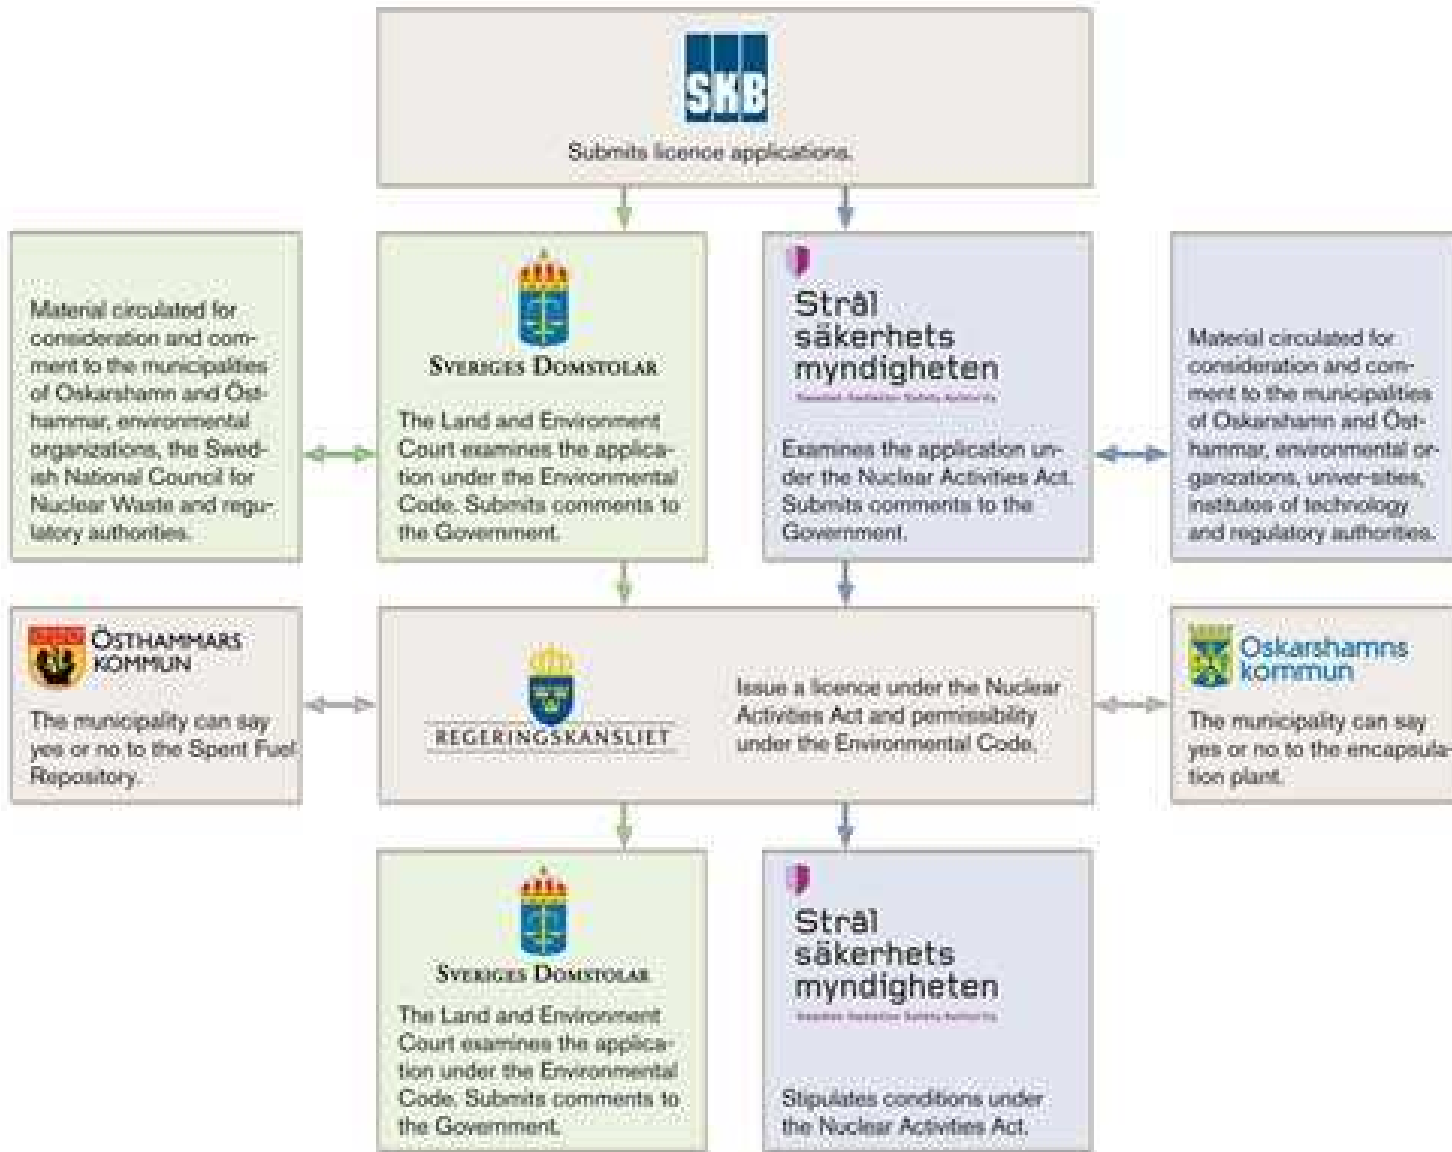 SKB
Submits licence applications.
Material circulated for
consideration and com-
ment to the municipalities
of Oskarshamn and Öst-
hammar, environmental
organizations, the Swed-
ish National Council for
Nuclear Waste and regu-
latory authorities.
SVERIGES DOMSTOLAR
The Land and Environment
Court examines the applica-
tion under the Environmental
Code. Submits comments to
the Government.
Strål
säkerhets
myndigheten
Swedish Radiation Safety Authority
Examines the application un-
der the Nuclear Activities Act.
Submits comments to the
Government.
Material circulated for
consideration and com-
ment to the municipalities
of Oskarshamn and Öst-
hammar, environmental or-
ganizations, univer-sities,
institutes of technology
and regulatory authorities.
ÖSTHAMMARS
KOMMUN
The municipality can say
yes or no to the Spent Fuel
Repository.
REGERINGSKANSLIET
Issue a licence under the Nuclear
Activities Act and permissibility
under the Environmental Code.
Oskarshamns
kommun
The municipality can say
yes or no to the encapsula-
tion plant.
SVERIGES DOMSTOLAR
The Land and Environment
Court examines the applica-
tion under the Environmental
Code. Submits comments to
the Government.
Strål
säkerhets
myndigheten
Swedish Radiation Safety Authority
Stipulates conditions under
the Nuclear Activities Act.